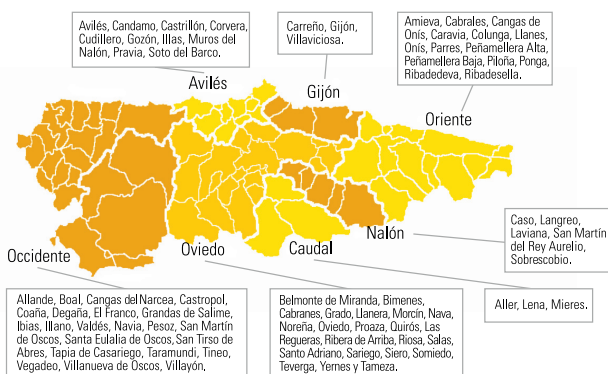 Avilés, Candamo, Castrillón, Corvera,
Cudillero, Gozón, Illas, Muros del
Nalón, Pravia, Soto del Barco.
Carreño, Gijón,
Villaviciosa.
Amieva, Cabrales, Cangas de
Onís, Caravia, Colunga, Llanes,
Onís, Parres, Peñamellera Alta,
Peñamellera Baja, Piloña, Ponga,
Ribadedeva, Ribadesella.
Avilés
Gijón
Oriente
Occidente
Oviedo
Caudal
Nalón
Caso, Langreo,
Laviana, San Martín
del Rey Aurelio,
Sobrescobio.
Allande, Boal, Cangas del Narcea, Castropol,
Coaña, Degaña, El Franco, Grandas de Salime,
Ibias, Illano, Valdés, Navia, Pesoz, San Martín
de Oscos, Santa Eulalia de Oscos, San Tirso de
Abres, Tapia de Casariego, Taramundi, Tineo,
Vegadeo, Villanueva de Oscos, Villayón.
Belmonte de Miranda, Bimenes,
Cabranes, Grado, Llanera, Morcín, Nava,
Noreña, Oviedo, Proaza, Quirós, Las
Regueras, Ribera de Arriba, Riosa, Salas,
Santo Adriano, Sariego, Siero, Somiedo,
Teverga, Yernes y Tameza.
Aller, Lena, Mieres.